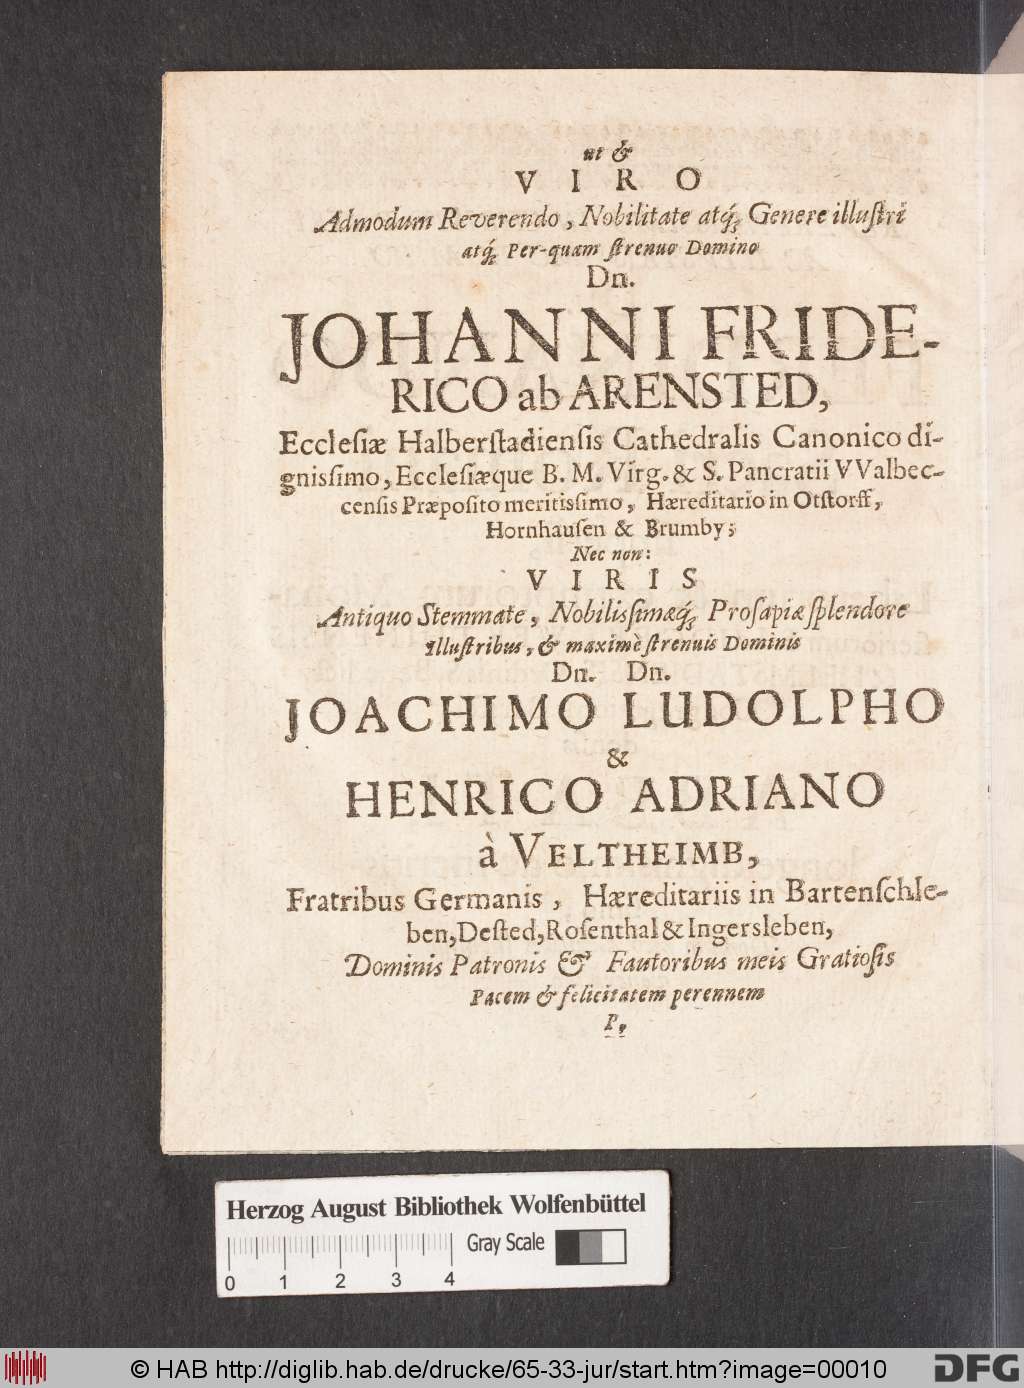 ut &
VIRO
Admodum Reverendo, Nobilitate atq́; Genere illuſtri
atq́; Per-quam ſtrenuo Domino
Dn.
JOHANNI FRIDE-
RICO ab ARENSTED,
Eccleſiæ Halberſtadienſis Cathedralis Canonico di-
gnissimo, Eccleſiæque B. M. Virg. & S. Pancratii VValbec-
cenſis Præpoſito meritissimo, Hæreditario in Otſtorff,
Hornhauſen & Brumby;
Nec non:
VIRIS
Antiquo Stemmate, Nobilisſimæq́; Proſapiæ ſplendore
Illuſtribus, & maximè ſtrenuis Dominis
Dn. Dn.
JOACHIMO LUDOLPHO
&
HENRICO ADRIANO
à VELTHEIMB,
Fratribus Germanis, Hæreditariis in Bartenſchle-
ben, Deſted, Roſenthal & Ingersleben,
Dominis Patronis & Fautoribus meis Gratioſis
Pacem & felicitatem perennem
P.
Herzog August Bibliothek Wolfenbüttel
Gray Scale
0 1 2 3 4
© HAB http://diglib.hab.de/drucke/65-33-jur/start.htm?image=00010
DFG